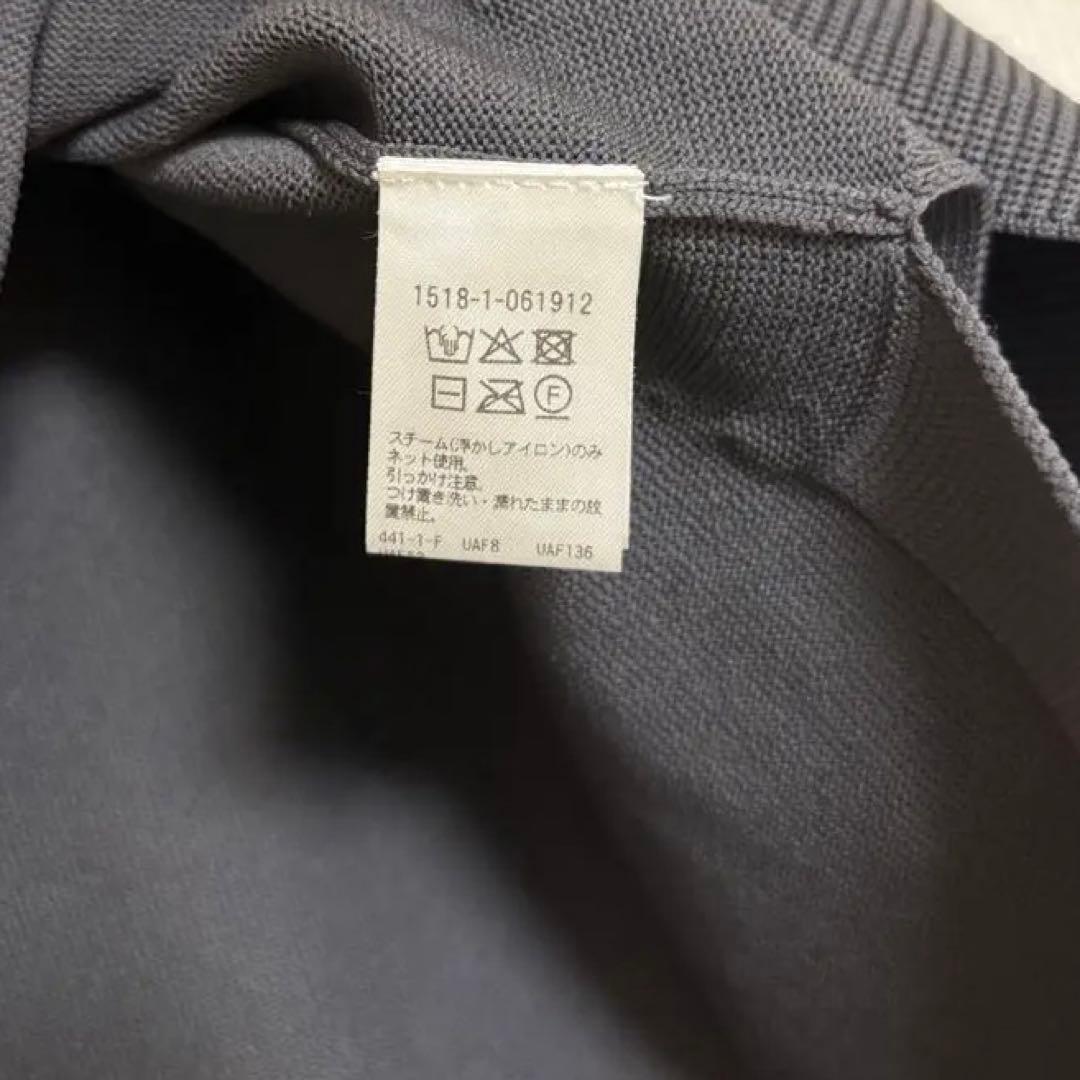 1518-1-061912
F
スチーム(浮かしアイロン)のみ
ネット使用。
引っかけ注意。
つけ置き洗い・濡れたままの放
置禁止。
441-1-F UAF8 UAF136